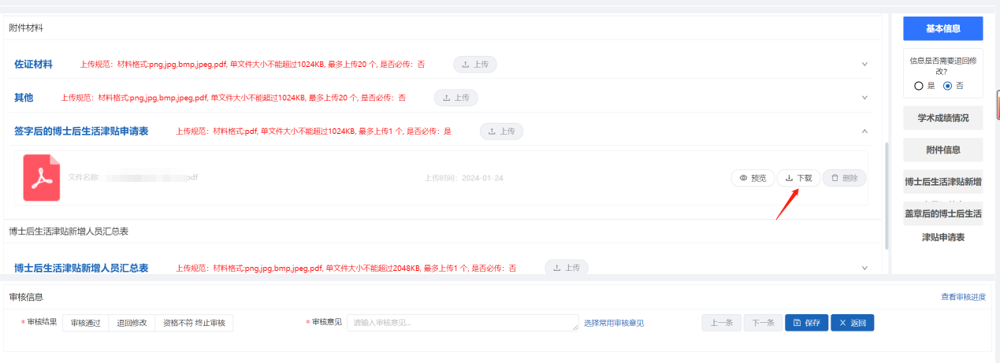 附件材料
佐证材料 上传规范：材料格式:png,jpg,bmp,jpeg,pdf, 单文件大小不能超过1024KB, 最多上传20 个, 是否必传：否 上传
其他 上传规范：材料格式:png,jpg,bmp,jpeg,pdf, 单文件大小不能超过1024KB, 最多上传20 个, 是否必传：否 上传
签字后的博士后生活津贴申请表 上传规范：材料格式:pdf, 单文件大小不能超过1024KB, 最多上传1 个, 是否必传：是 上传
文件名称: pdf 上传时间：2024-01-24 预览 下载 删除
博士后生活津贴新增人员汇总表
博士后生活津贴新增人员汇总表 上传规范：材料格式:png,jpg,bmp,jpeg,pdf, 单文件大小不能超过2048KB, 最多上传1 个, 是否必传：否 上传
基本信息
信息是否需要退回修
改?
是 否
学术成绩情况
附件信息
博士后生活津贴新增
盖章后的博士后生活
津贴申请表
审核信息 查看审核进度
* 审核结果 审核通过 退回修改 资格不符 终止审核 * 审核意见 请输入审核意见... 选择常用审核意见 上一条 下一条 保存 X 返回